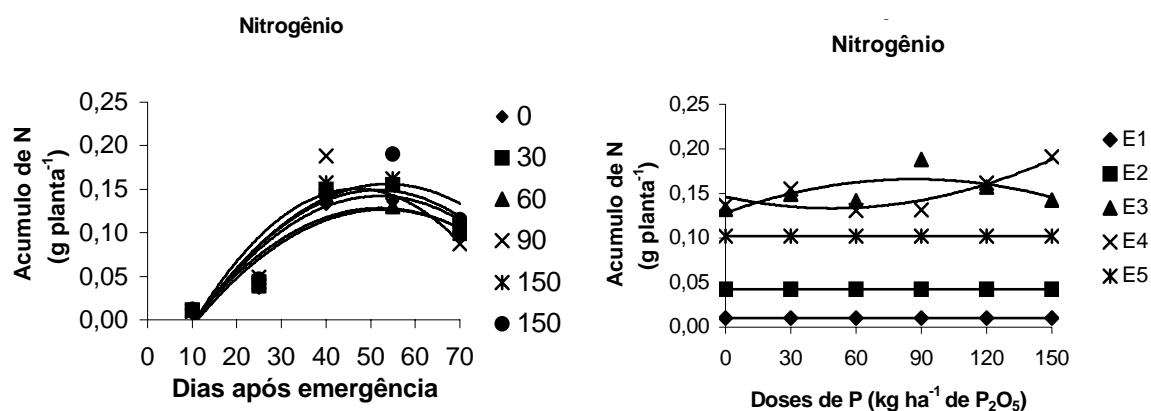 Nitrogênio
Acumulo de N
(g planta⁻¹)
0,25
0,20
0,15
0,10
0,05
0,00
0 10 20 30 40 50 60 70
Dias após emergência
0
30
60
90
150
150
Nitrogênio
Acumulo de N
(g planta⁻¹)
0,25
0,20
0,15
0,10
0,05
0,00
0 30 60 90 120 150
Doses de P (kg ha⁻¹ de P₂O₅)
E1
E2
E3
E4
E5